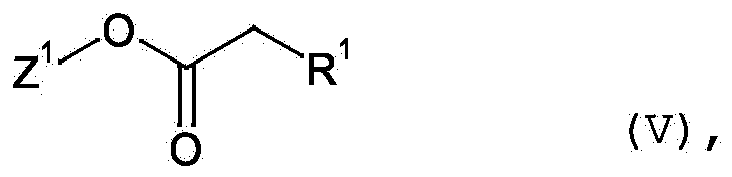 Z¹ O R¹
O
(V),